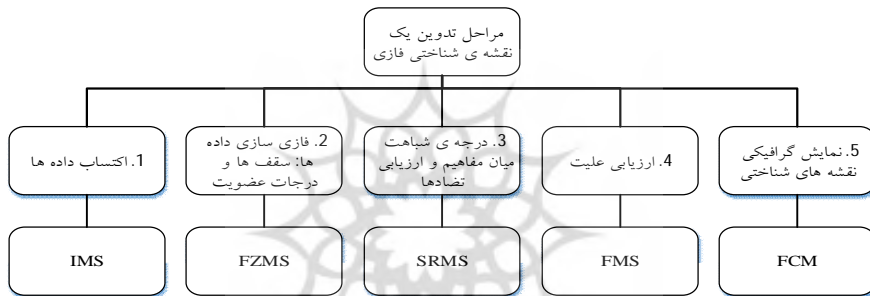 مراحل تدوین یک
نقشه ی شناختی فازی
1. اکتساب داده ها
2. فازی سازی داده
ها: سقف ها و
درجات عضویت
3. درجه ی شباهت
میان مفاهیم و ارزیابی
تضادها
4. ارزیابی علیت
5. نمایش گرافیکی
نقشه های شناختی
IMS
FZMS
SRMS
FMS
FCM